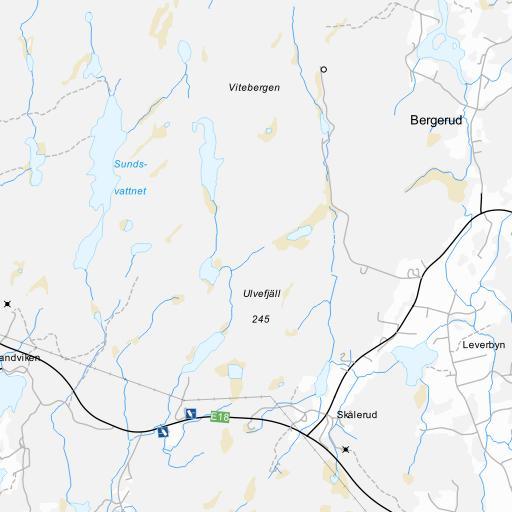 Vitebergen
Bergerud
Sunds-
vattnet
Ulvefjäll
245
Leverbyn
andviken
E18
Skålerud